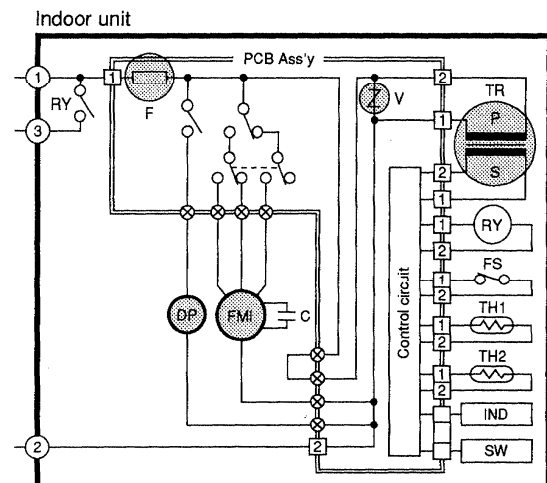 Indoor unit
PCB Ass'y
1
1
2
TR
RY
F
V
P
3
1
S
2
1
1
RY
2
FS
1
2
Control circuit
TH1
DP
FMI
C
1
2
TH2
1
2
IND
2
2
SW